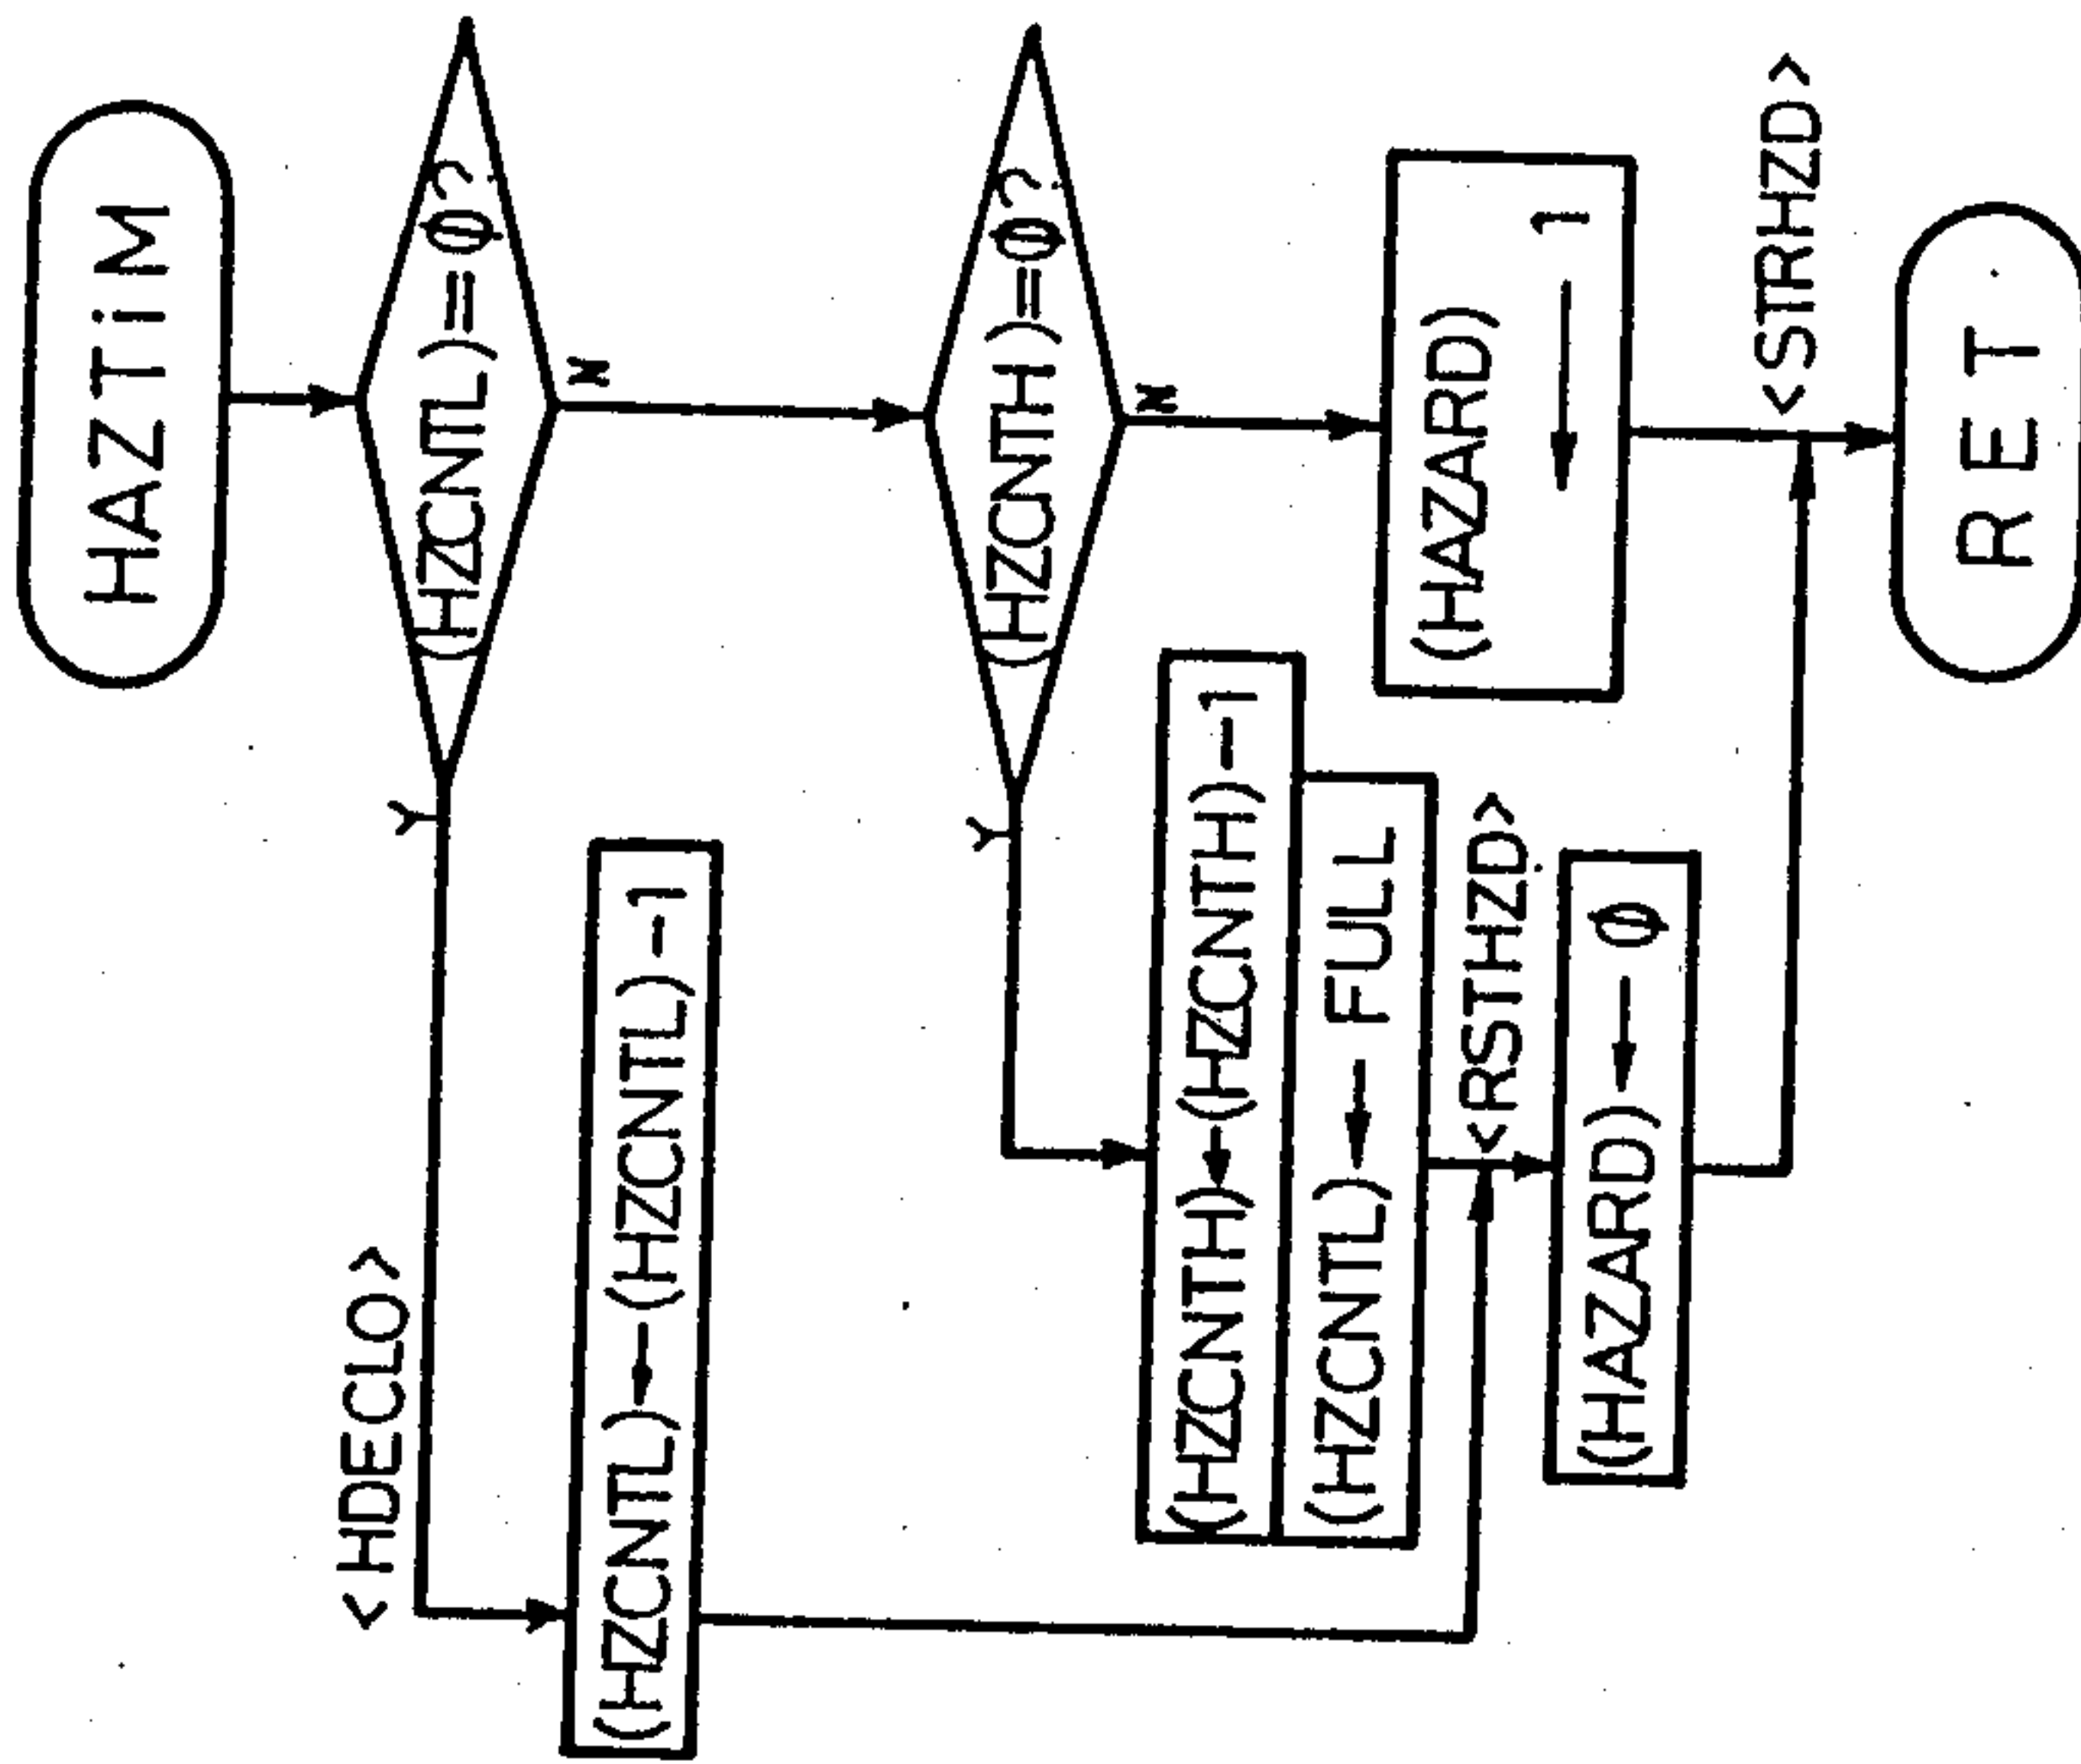 HAZTiM
(HZCNTL)=Φ?
Y
N
<HDECLO>
(HZCNTL)←(HZCNTL)-1
(HZCNTH)=Φ?
Y
N
(HZCNTH)←(HZCNTH)-1
(HZCNTL)← FULL
(HAZARD) ← 1
<RSTHZD>
(HAZARD)← Φ
<STRHZD>
RET